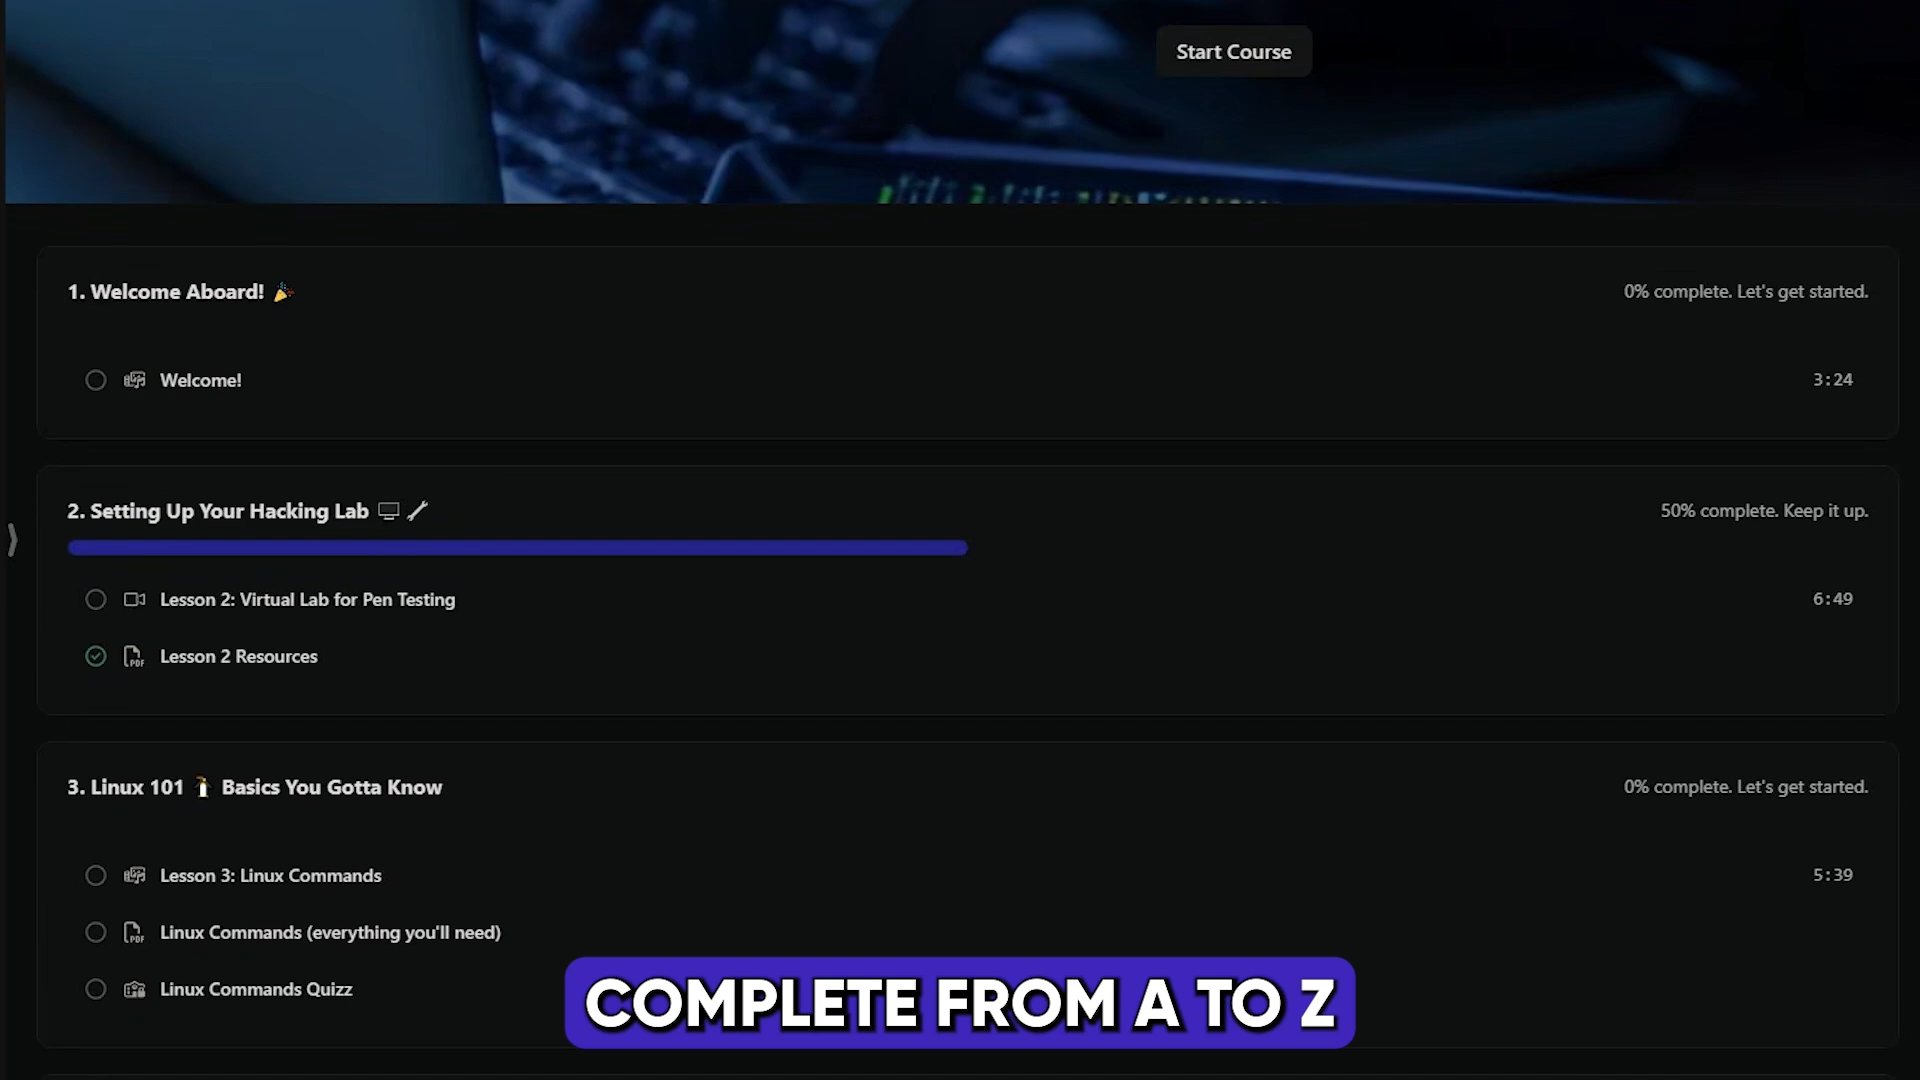 Start Course
1. Welcome Aboard! 🎉
0% complete. Let's get started.
Welcome!
3:24
2. Setting Up Your Hacking Lab
50% complete. Keep it up.
Lesson 2: Virtual Lab for Pen Testing
6:49
PDF
Lesson 2 Resources
3. Linux 101 Basics You Gotta Know
0% complete. Let's get started.
Lesson 3: Linux Commands
5:39
PDF
Linux Commands (everything you'll need)
Linux Commands Quizz
COMPLETE FROM A TO Z